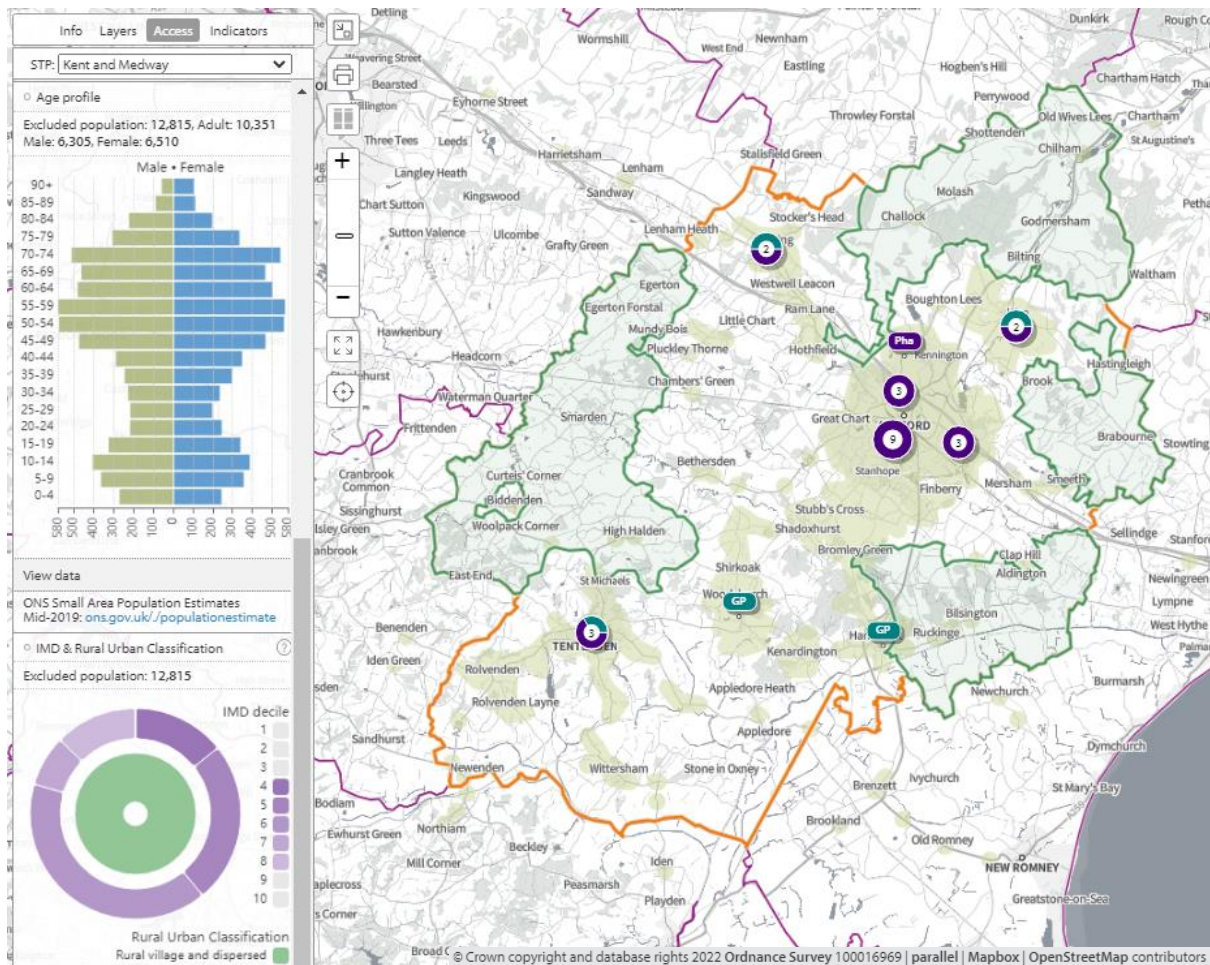 Info Layers Access Indicators
STP: Kent and Medway
Age profile
Excluded population: 12,815, Adult: 10,351
Male: 6,305, Female: 6,510
Male • Female
90+
85-89
80-84
75-79
70-74
65-69
60-64
55-59
50-54
45-49
40-44
35-39
30-34
25-29
20-24
15-19
10-14
5-9
0-4
580 500 400 300 200 100 0 100 200 300 400 500 580
View data
ONS Small Area Population Estimates
Mid-2019: ons.gov.uk/./populationestimate
IMD & Rural Urban Classification ?
Excluded population: 12,815
IMD decile
1
2
3
4
5
6
7
8
9
10
Rural Urban Classification
Rural village and dispersed
Detling
Wormshill
West End
Newnham
Eastling
Dunkirk
Rough Co
Weavering Street
Bearsted
Hogben's Hill
Chartham Hatch
Eyhorne Street
Perrywood
Throwley Forstal
Old Wives Lees
Chartham
Three Tees
Leeds
Harrietsham
Lenham
Stalisfield Green
Shottenden
St Augustine's
A251
Chilham
Langley Heath
Kingswood
Sandway
Molash
Chart Sutton
Stocker's Head
Challock
Godmersham
Petha
Sutton Valence
Ulcombe
Grafty Green
Lenham Heath
2
A274
Bilting
Waltham
Egerton
Westwell Leacon
Boughton Lees
Egerton Forstal
Little Chart
Ram Lane
2
Hawkenbury
Mundy Bois
Pha
Pluckley Thorne
Hothfield
Kennington
Hastingleigh
Headcorn
Chambers' Green
Brook
Waterman Quarter
3
Smarden
Great Chart
Frittenden
9
3
Brabourne
Stowting
Bethersden
Stanhope
Cranbrook
Common
Curteis' Corner
Finberry
Mersham
Smeeth
Sissinghurst
Biddenden
Stubb's Cross
Woolpack Corner
High Halden
Shadoxhurst
Sellindge
Stanford
Bromley Green
Clap Hill
East End
St Michaels
Shirkoak
Aldington
Newingreen
GP
Bilsington
Lympne
Benenden
3
GP
Ruckinge
West Hythe
Iden Green
Kenardington
Palmar
Rolvenden
Burmarsh
Rolvenden Layne
Appledore Heath
Newchurch
Sandhurst
Appledore
Dymchurch
Newenden
Wittersham
Stone in Oxney
Ivychurch
Brenzett
St Mary's Bay
Bodiam
Northiam
Brookland
Ewhurst Green
Beckley
Old Romney
Mill Corner
Iden
NEW ROMNEY
Peasmarsh
Playden
Greatstone-on-Sea
© Crown copyright and database rights 2022 Ordnance Survey 100016969 | parallel | Mapbox | OpenStreetMap contributors